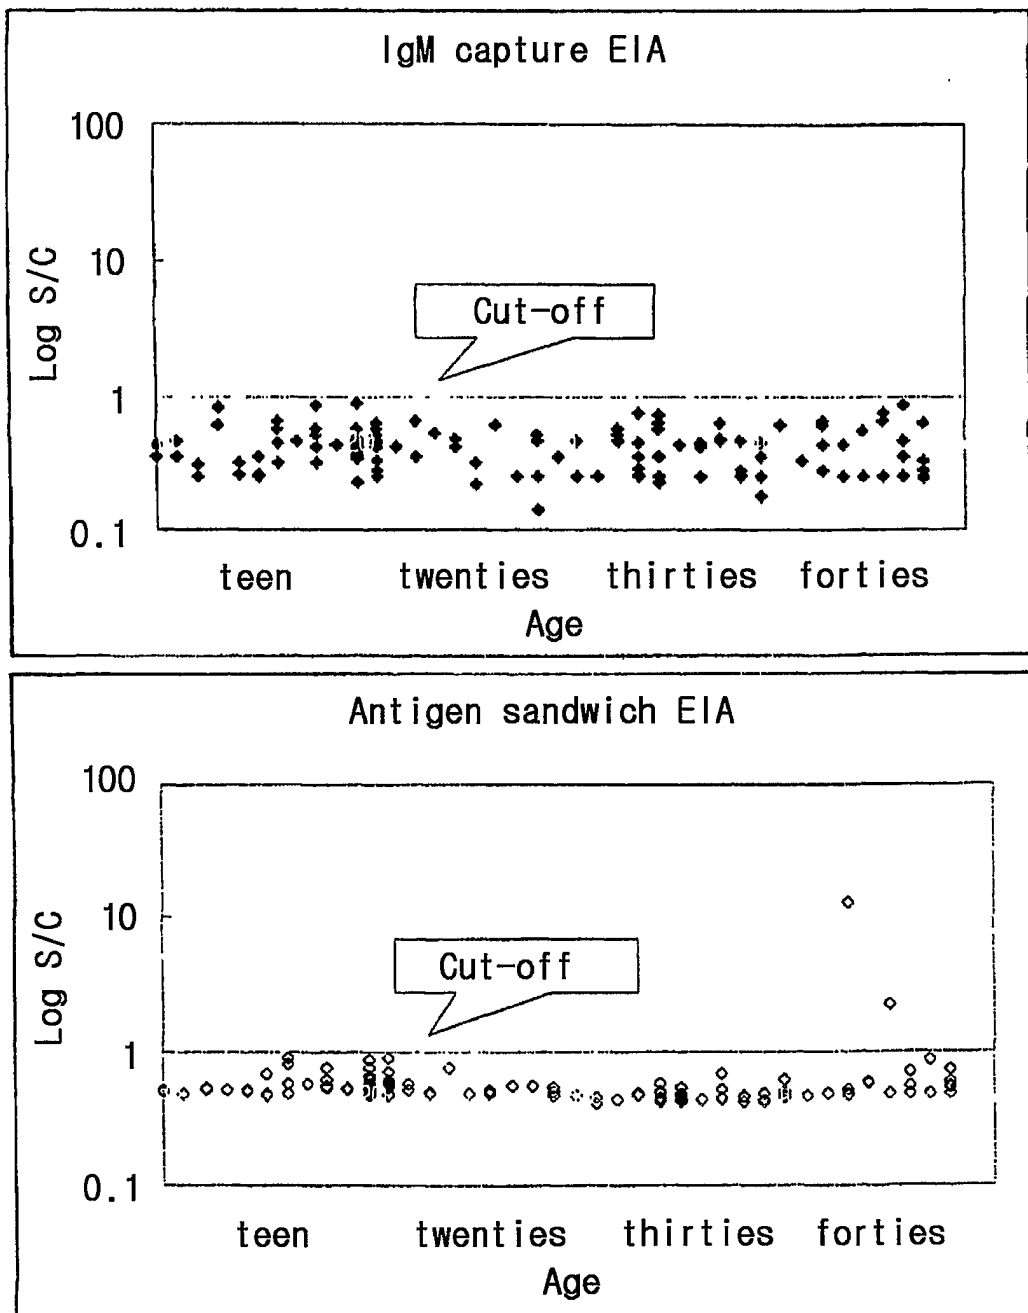 IgM capture EIA
100
10
1
0.1
Log S/C
Cut-off
teen twenties thirties forties
Age
Antigen sandwich EIA
100
10
1
0.1
Log S/C
Cut-off
teen twenties thirties forties
Age